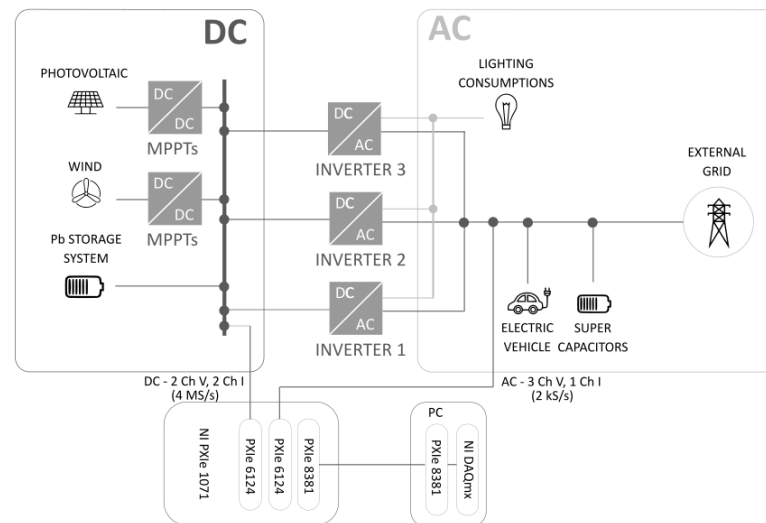 DC
AC
PHOTOVOLTAIC
DC
DC
MPPTs
WIND
DC
DC
MPPTs
Pb STORAGE
SYSTEM
DC
AC
INVERTER 3
DC
AC
INVERTER 2
DC
AC
INVERTER 1
LIGHTING
CONSUMPTIONS
EXTERNAL
GRID
ELECTRIC
VEHICLE
SUPER
CAPACITORS
DC - 2 Ch V, 2 Ch I
(4 MS/s)
AC - 3 Ch V, 1 Ch I
(2 kS/s)
NI PXIe 1071
PXIe 6124
PXIe 6124
PXIe 8381
PC
PXIe 8381
NI DAQmx